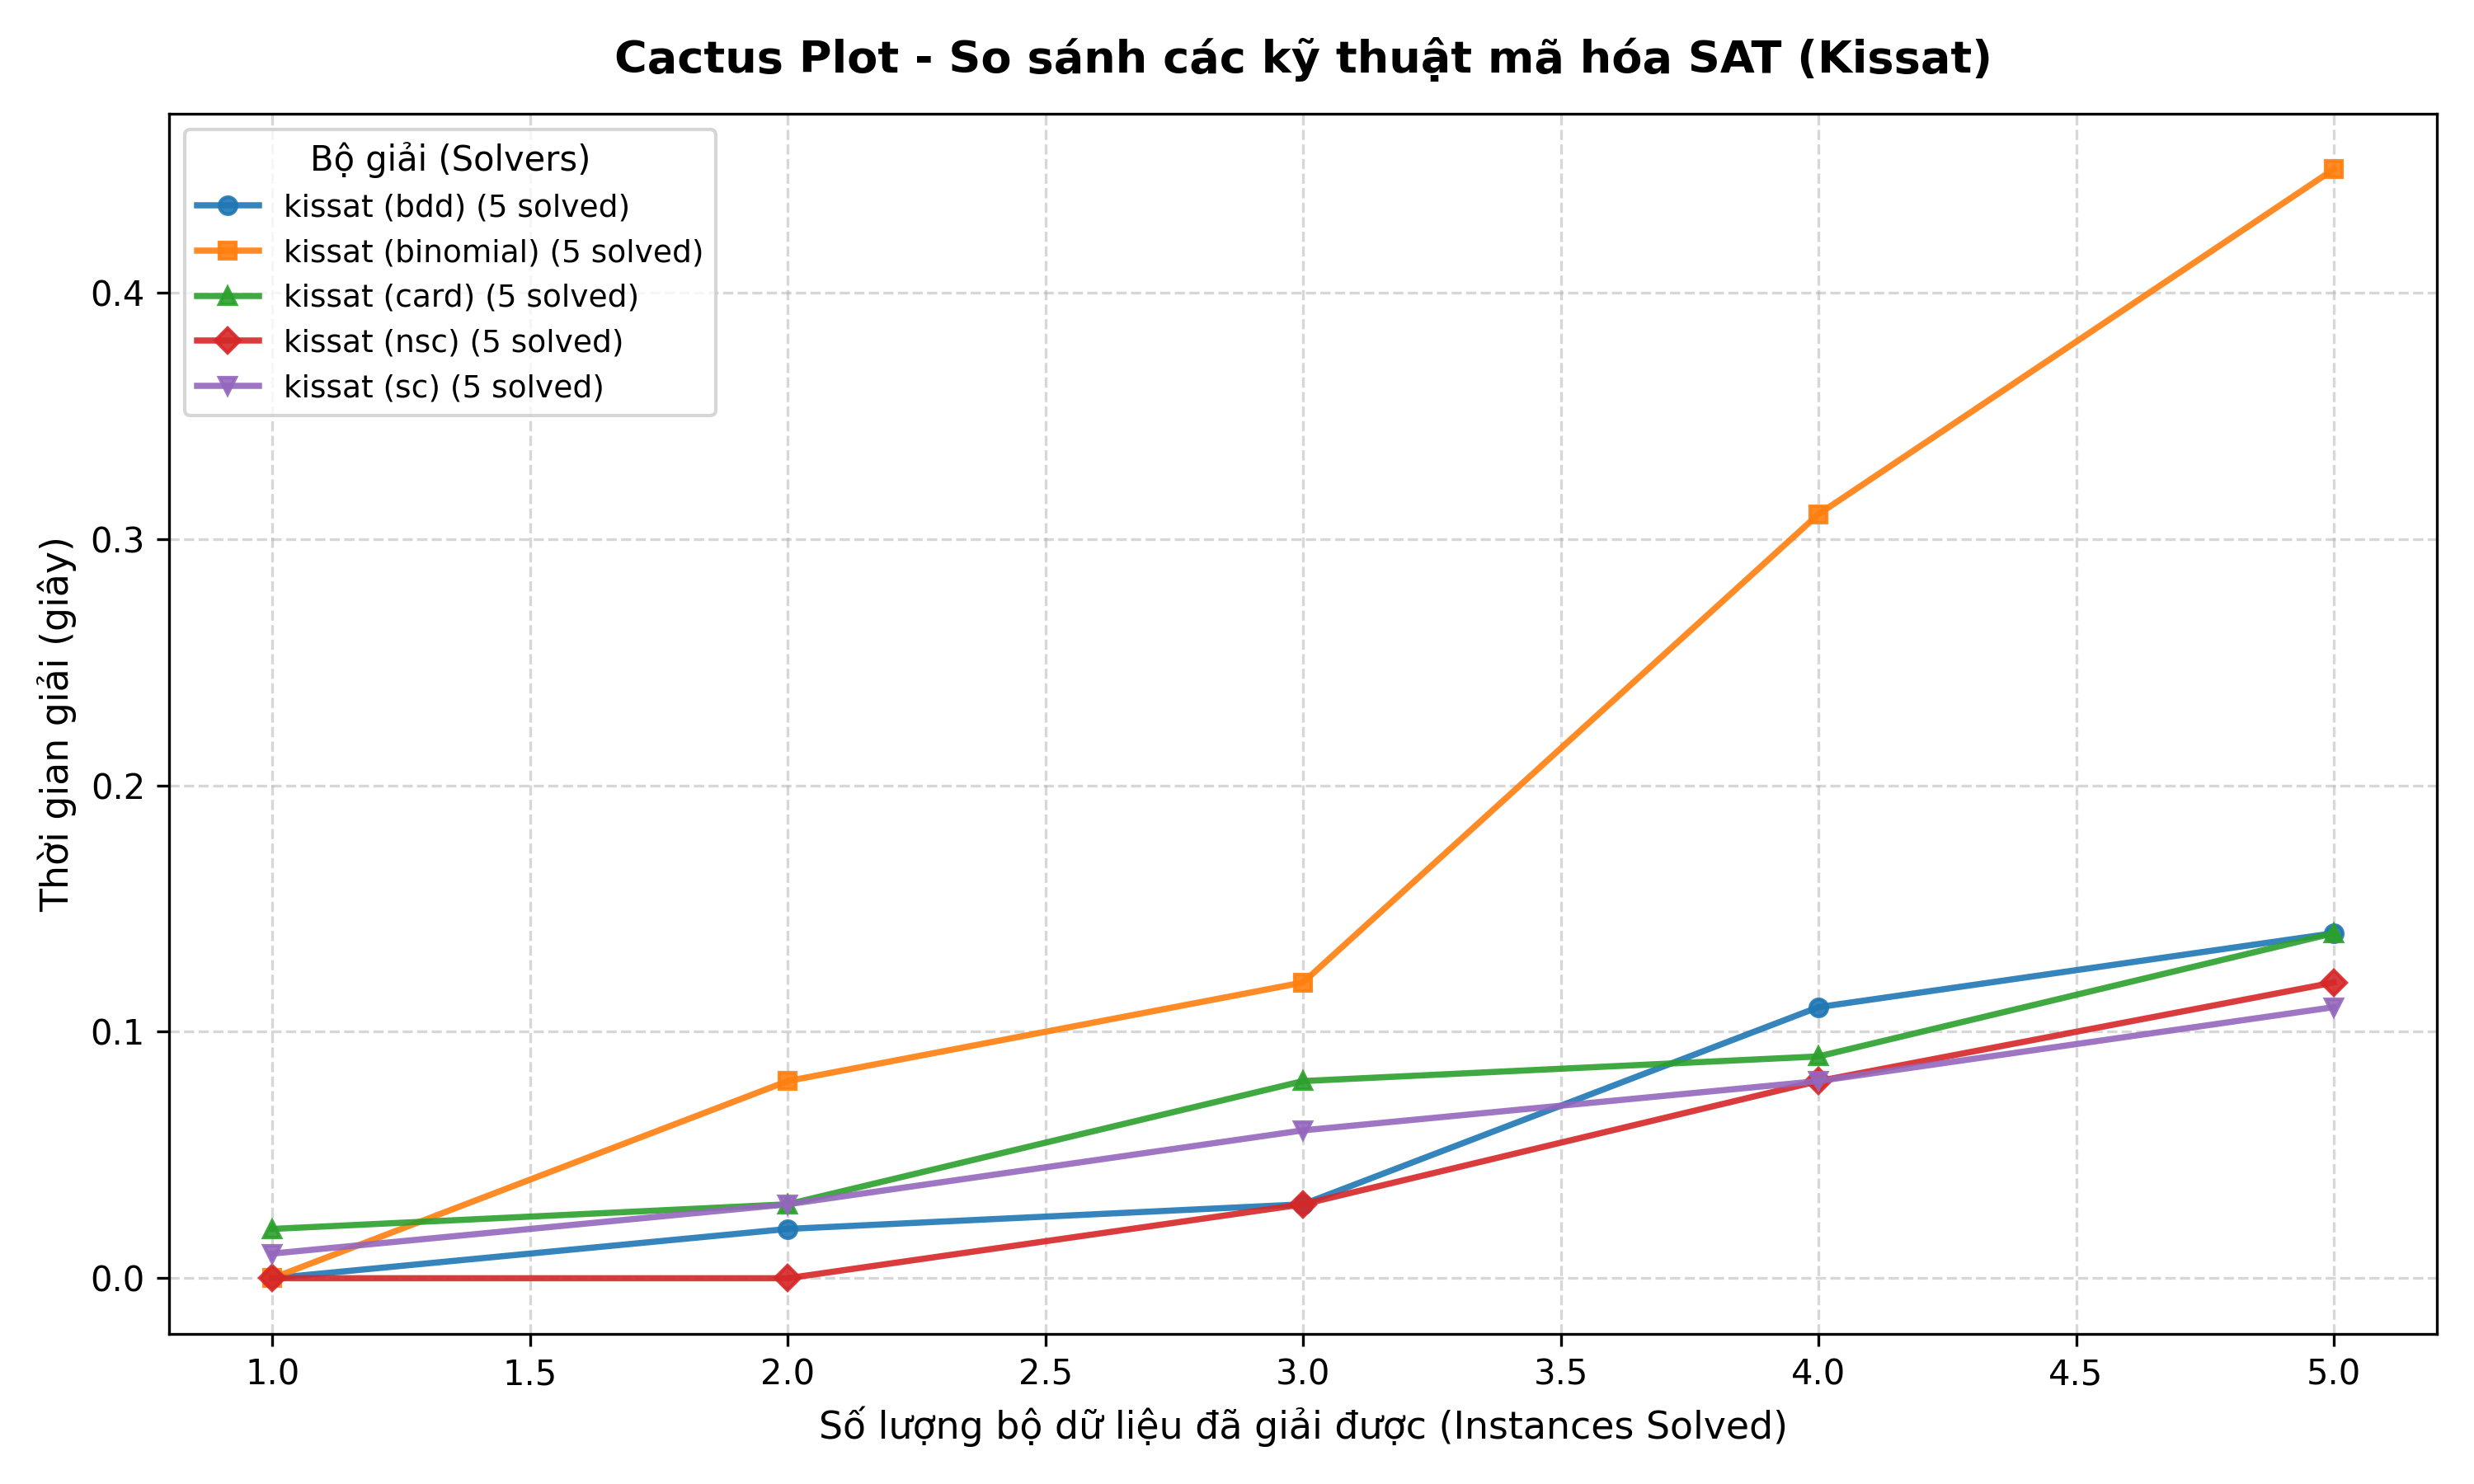 Cactus Plot - So sánh các kỹ thuật mã hóa SAT (Kissat)
Bộ giải (Solvers)
kissat (bdd) (5 solved)
kissat (binomial) (5 solved)
kissat (card) (5 solved)
kissat (nsc) (5 solved)
kissat (sc) (5 solved)
Thời gian giải (giây)
0.4
0.3
0.2
0.1
0.0
1.0 1.5 2.0 2.5 3.0 3.5 4.0 4.5 5.0
Số lượng bộ dữ liệu đã giải được (Instances Solved)